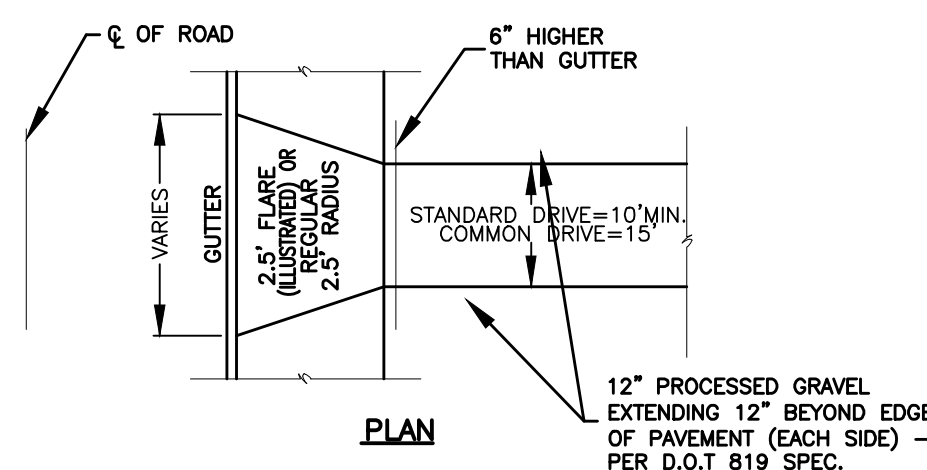 ℄ OF ROAD
6" HIGHER
THAN GUTTER
VARIES
GUTTER
2.5' FLARE
(ILLUSTRATED) OR
REGULAR
2.5' RADIUS
STANDARD DRIVE=10'MIN.
COMMON DRIVE=15'
12" PROCESSED GRAVEL
EXTENDING 12" BEYOND EDGE
OF PAVEMENT (EACH SIDE) –
PER D.O.T 819 SPEC.
PLAN